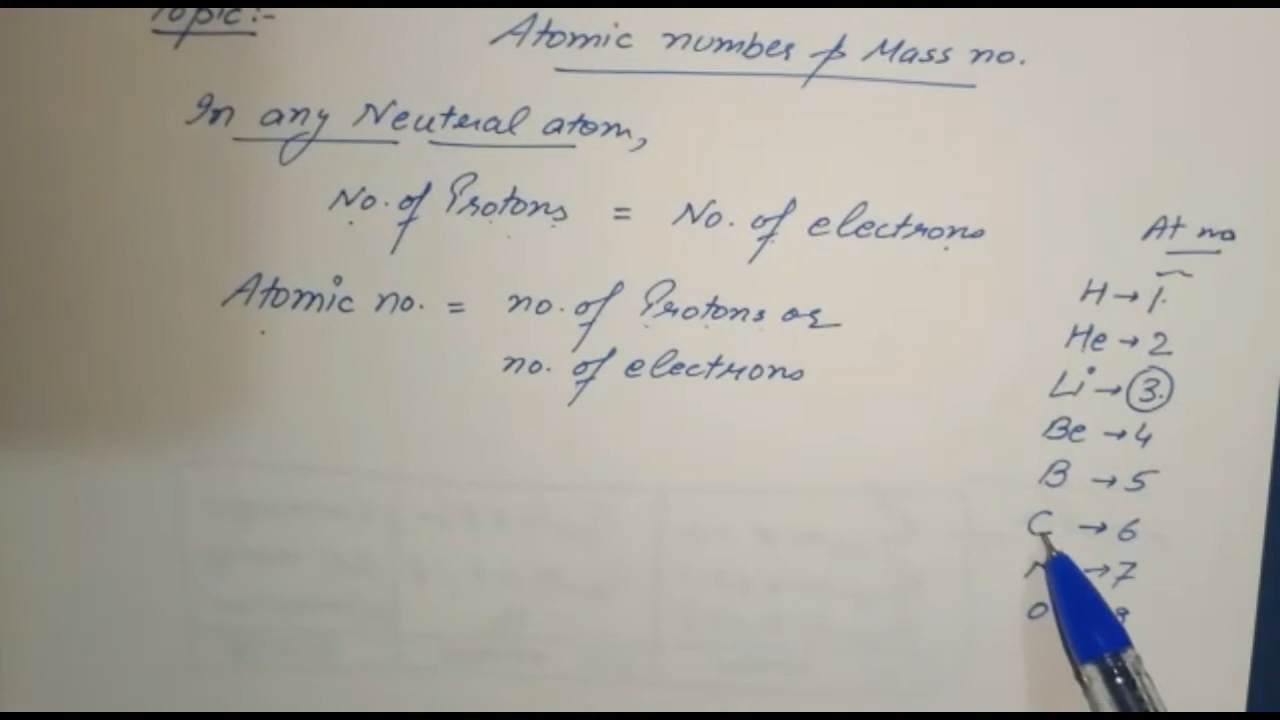 Topic:-
Atomic number & Mass no.
In any Neutral atom,
No. of Protons = No. of electrons
Atomic no. = no. of Protons or
no. of electrons
At no
H → 1.
He → 2
Li → 3.
Be → 4
B → 5
C → 6
→ 7
O